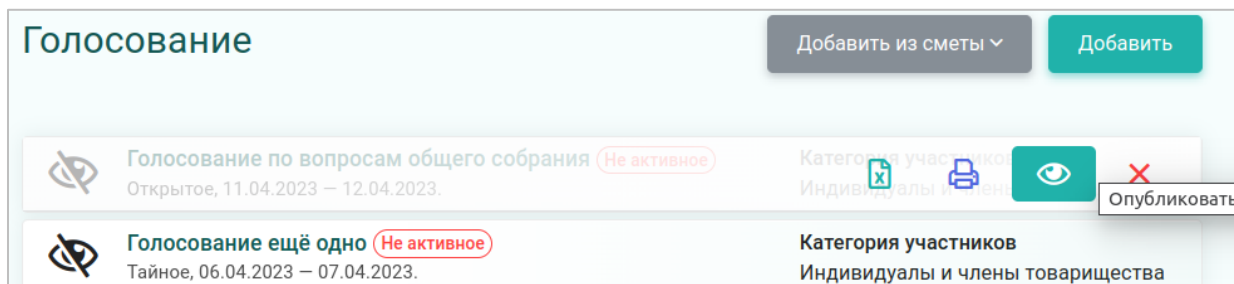 Голосование
Добавить из сметы
Добавить
Голосование по вопросам общего собрания Не активное
Категория участников
Открытое, 11.04.2023 — 12.04.2023.
Индивидуалы и члены
Опубликовать
Голосование ещё одно Не активное
Категория участников
Тайное, 06.04.2023 — 07.04.2023.
Индивидуалы и члены товарищества